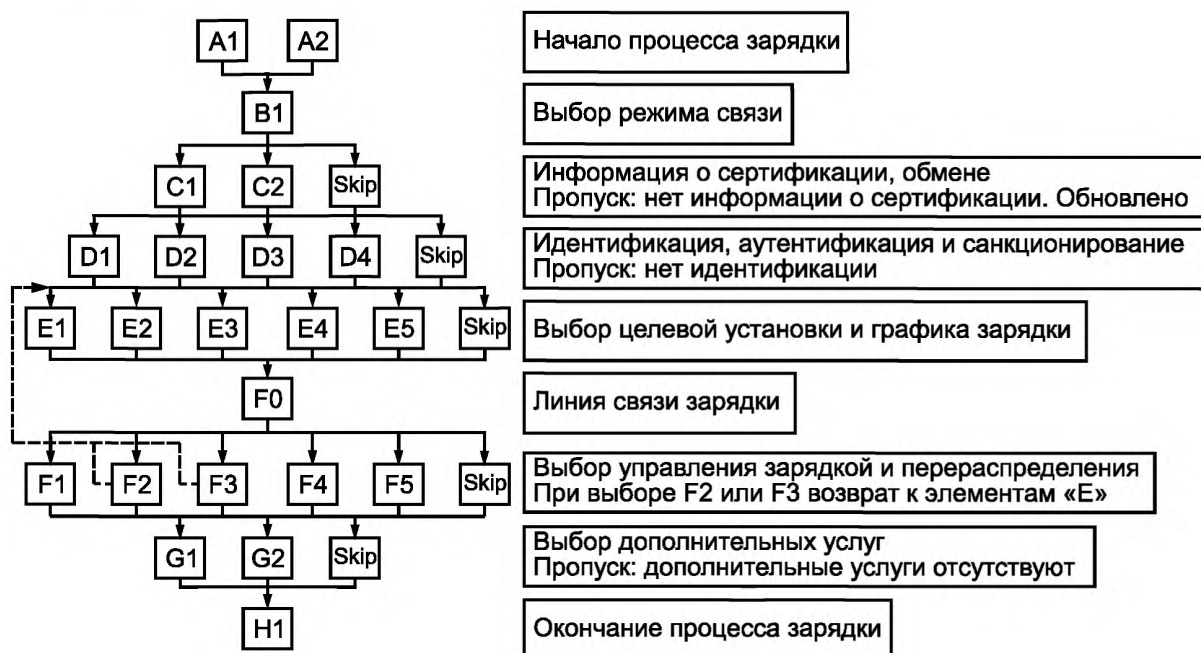 A1 A2 Начало процесса зарядки
B1 Выбор режима связи
C1 C2 Skip Информация о сертификации, обмене
Пропуск: нет информации о сертификации. Обновлено
D1 D2 D3 D4 Skip Идентификация, аутентификация и санкционирование
Пропуск: нет идентификации
E1 E2 E3 E4 E5 Skip Выбор целевой установки и графика зарядки
F0 Линия связи зарядки
F1 F2 F3 F4 F5 Skip Выбор управления зарядкой и перераспределения
При выборе F2 или F3 возврат к элементам «Е»
G1 G2 Skip Выбор дополнительных услуг
Пропуск: дополнительные услуги отсутствуют
H1 Окончание процесса зарядки